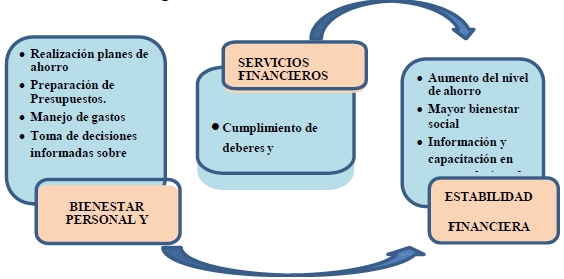 • Realización planes de
ahorro
• Preparación de
Presupuestos.
• Manejo de gastos
• Toma de decisiones
informadas sobre
BIENESTAR
PERSONAL Y
SERVICIOS
FINANCIEROS
• Cumplimiento de
deberes y
• Aumento del nivel
de ahorro
• Mayor bienestar
social
• Información y
capacitación en
ESTABILIDAD
FINANCIERA